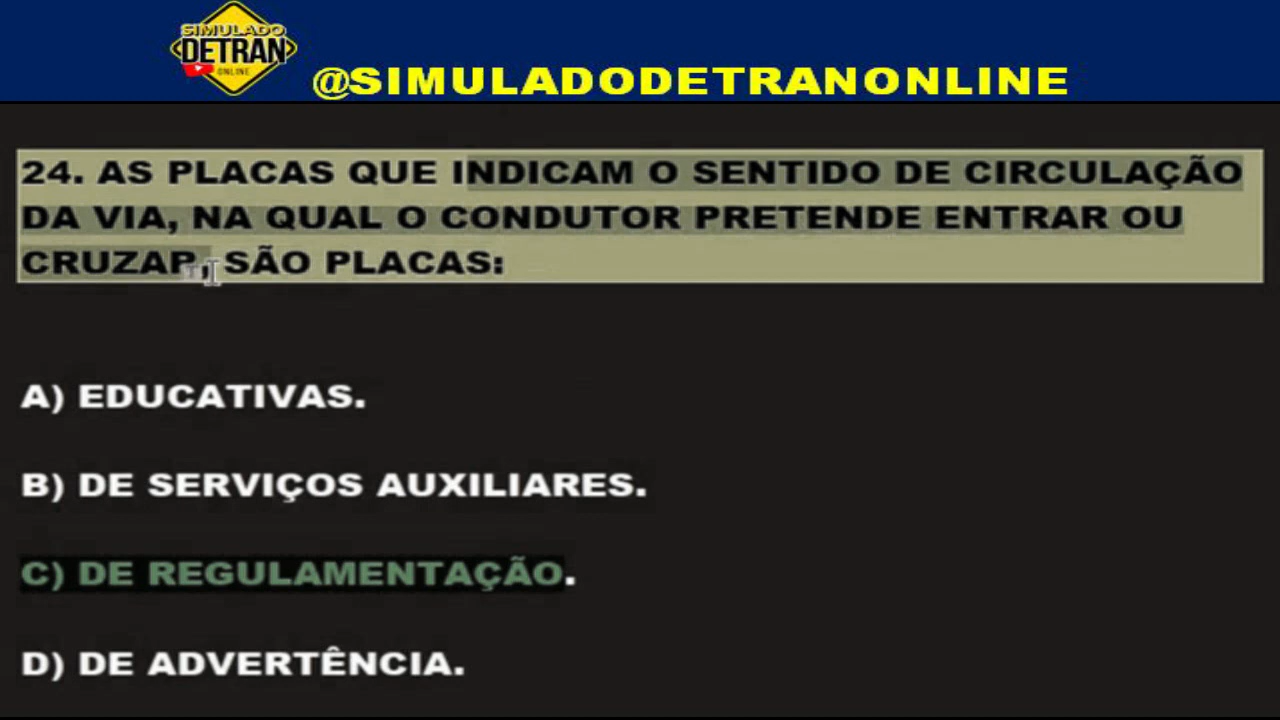 SIMULADO
DETRAN
ONLINE
@SIMULADODETRANONLINE
24. AS PLACAS QUE INDICAM O SENTIDO DE CIRCULAÇÃO
DA VIA, NA QUAL O CONDUTOR PRETENDE ENTRAR OU
CRUZAR, SÃO PLACAS:
A) EDUCATIVAS.
B) DE SERVIÇOS AUXILIARES.
C) DE REGULAMENTAÇÃO.
D) DE ADVERTÊNCIA.